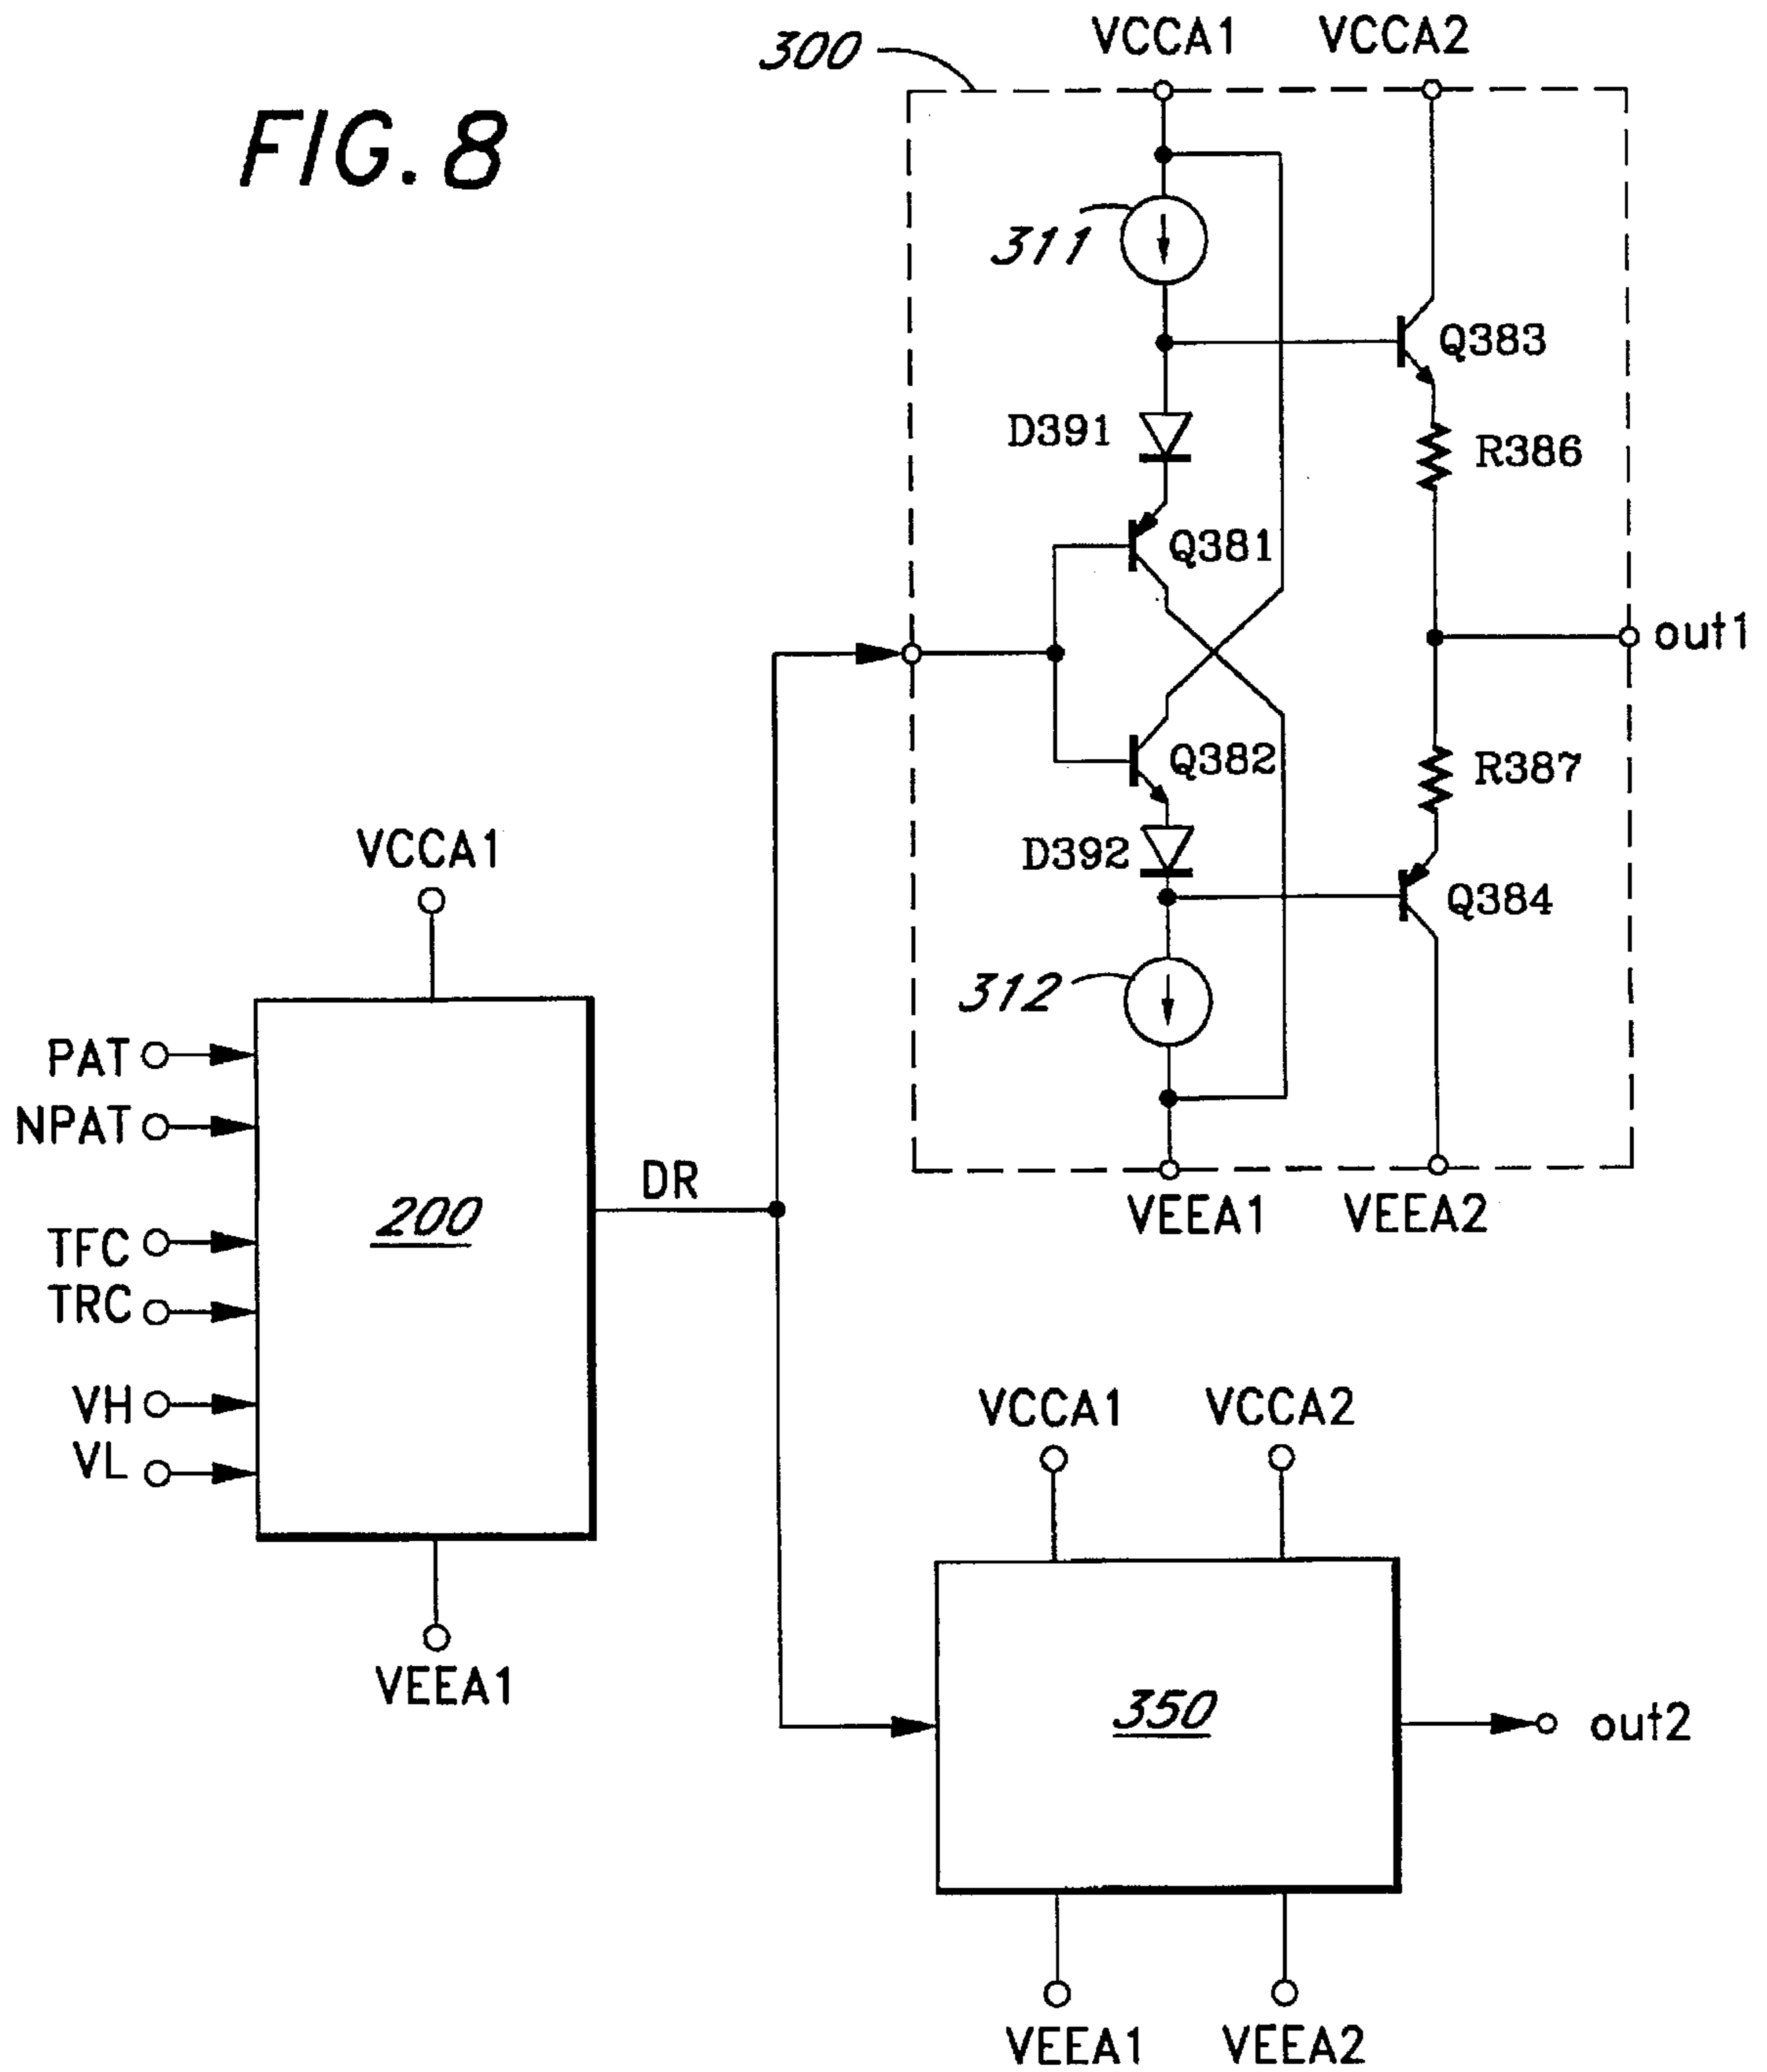 FIG. 8
300
VCCA1 VCCA2
311
Q383
D391
R386
Q381
out1
Q382
R387
D392
Q384
312
VEEA1 VEEA2
VCCA1
PAT
NPAT
200
DR
TFC
TRC
VH
VL
VEEA1
VCCA1 VCCA2
350
out2
VEEA1 VEEA2